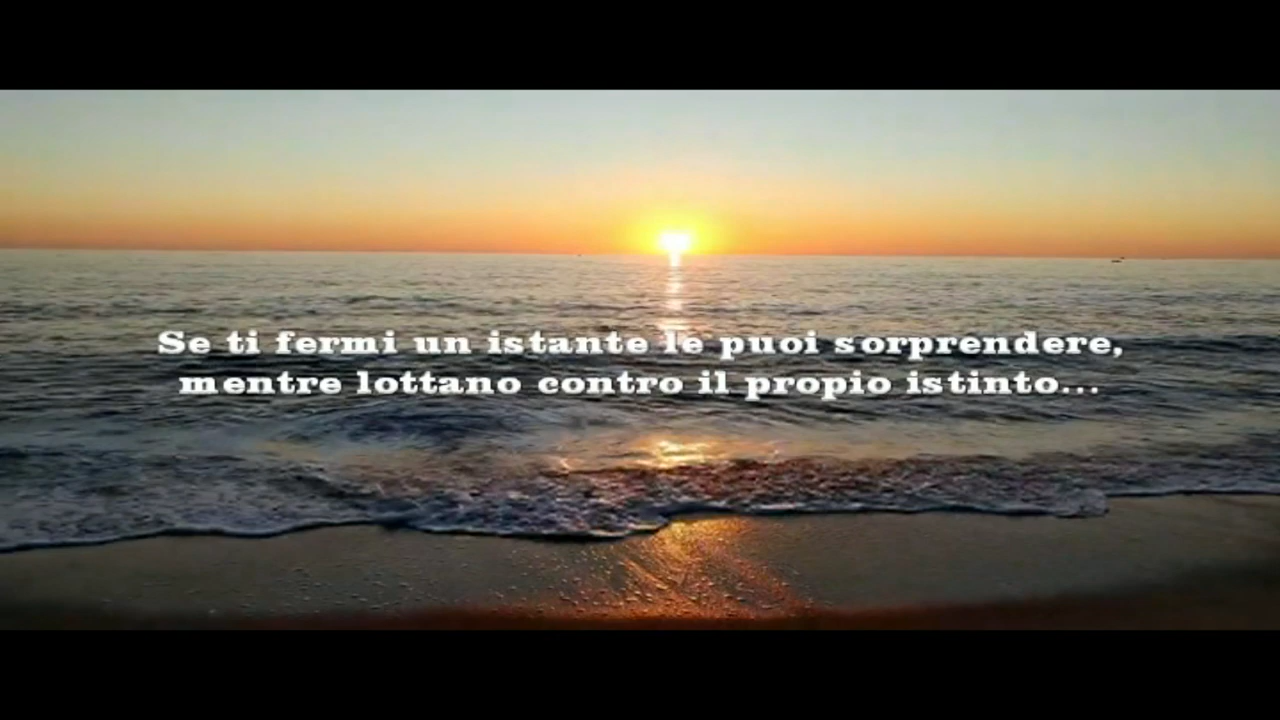 Se ti fermi un istante le puoi sorprendere,
mentre lottano contro il propio istinto...